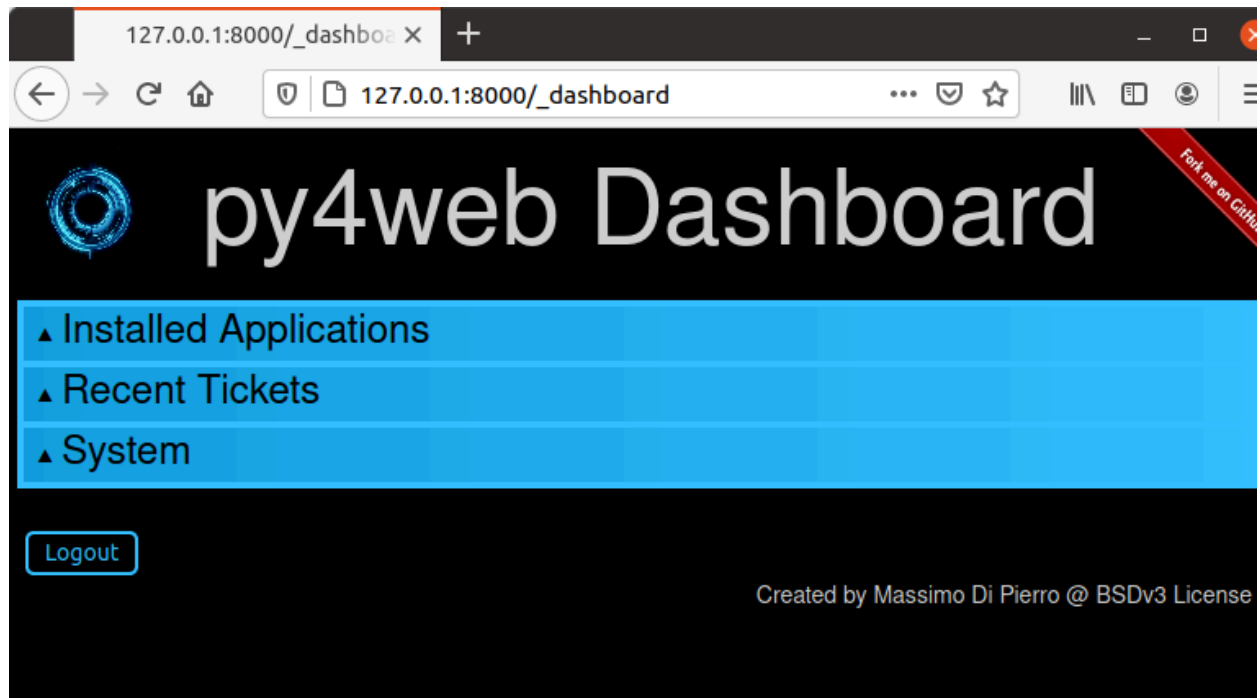 127.0.0.1:8000/_dashboa
127.0.0.1:8000/_dashboard
Fork me on GitHu
py4web Dashboard
Installed Applications
Recent Tickets
System
Logout
Created by Massimo Di Pierro @ BSDv3 License